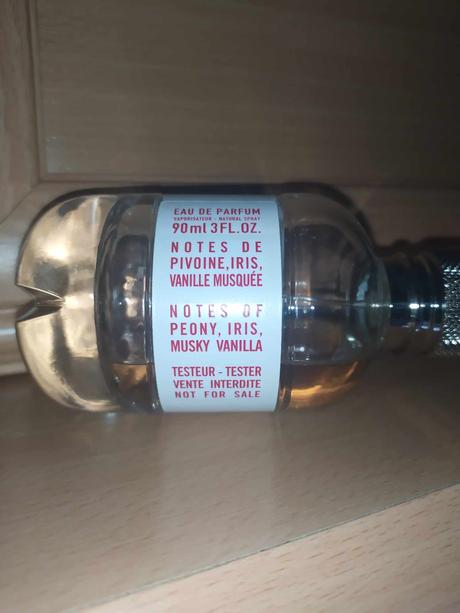 EAU DE PARFUM
VAPORISATEUR - NATURAL SPRAY
90ml 3FL.OZ.
NOTES DE
PIVOINE,IRIS,
VANILLE MUSQUÉE
NOTES OF
PEONY, IRIS,
MUSKY VANILLA
TESTEUR - TESTER
VENTE INTERDITE
NOT FOR SALE